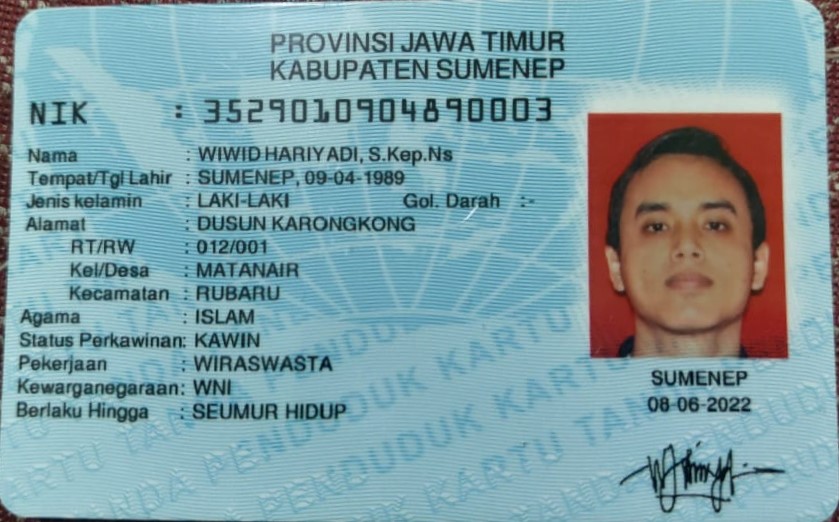 PROVINSI JAWA TIMUR
KABUPATEN SUMENEP
NIK : 3529010904890003
Nama : WIWID HARIYADI, S.Kep.Ns
Tempat/Tgl Lahir : SUMENEP, 09-04-1989
Jenis kelamin : LAKI-LAKI Gol. Darah :-
Alamat : DUSUN KARONGKONG
RT/RW : 012/001
Kel/Desa : MATANAIR
Kecamatan : RUBARU
Agama : ISLAM
Status Perkawinan: KAWIN
Pekerjaan : WIRASWASTA
Kewarganegaraan: WNI
Berlaku Hingga : SEUMUR HIDUP
SUMENEP
08-06-2022
KARTU TANDA PENDUDUK KARTU TANDA PENDUDUK